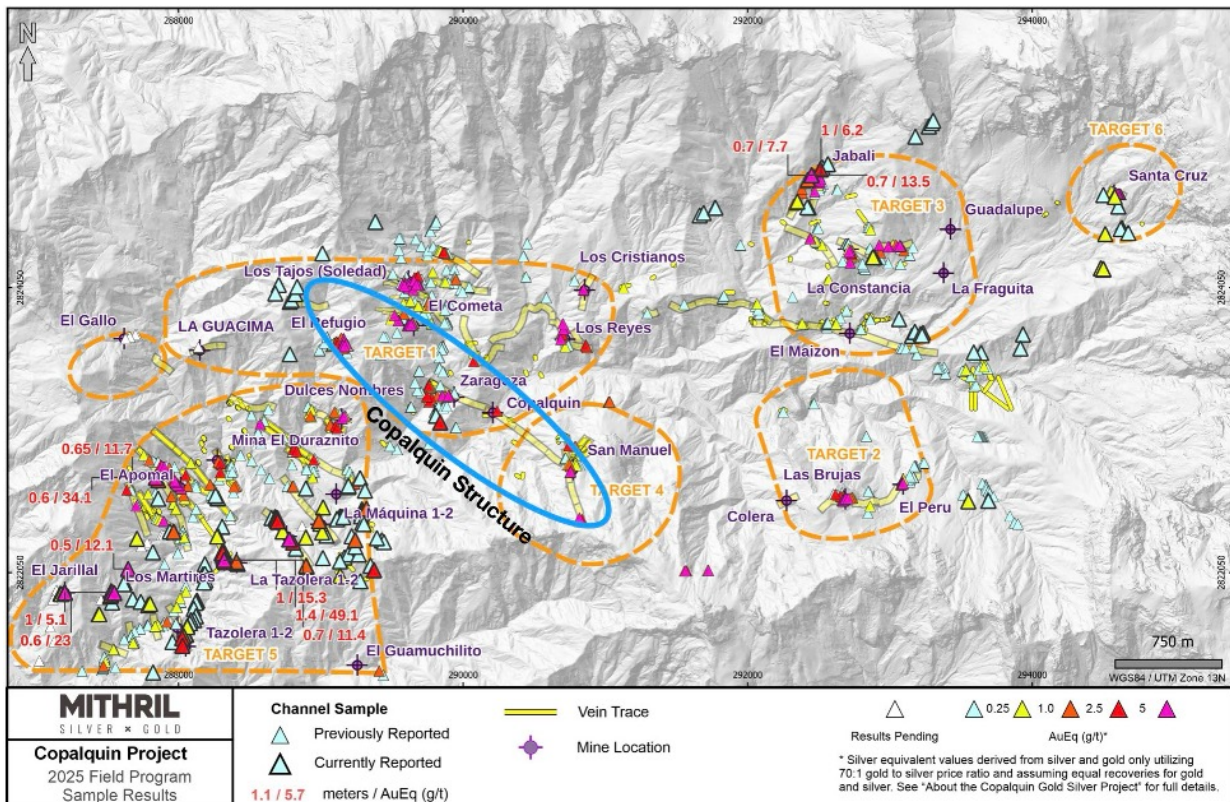 288000
290000
292000
294000
N
TARGET 6
1 / 6.2
0.7 / 7.7
Jabali
Santa Cruz
0.7 / 13.5
TARGET 3
Guadalupe
Los Cristianos
Los Tajos (Soledad)
2824050
2824050
La Constancia
La Fraguita
El Cometa
El Gallo
LA GUACIMA
El Refugio
Los Reyes
El Maizon
TARGET 1
Zaragoza
Dulces Nombres
Copalquin
Copalquin Structure
Mina El Duraznito
San Manuel
0.65 / 11.7
TARGET 2
El Apomal
Las Brujas
TARGET 4
0.6 / 34.1
La Máquina 1-2
Colera
El Peru
0.5 / 12.1
El Jarillal
Los Martires
La Tazolera 1-2
2822050
2822050
1 / 15.3
1 / 5.1
1.4 / 49.1
0.6 / 23
Tazolera 1-2
0.7 / 11.4
TARGET 5
El Guamuchilito
750 m
WGS84 / UTM Zone 13N
288000
290000
292000
294000
MITHRIL
SILVER × GOLD
Copalquin Project
2025 Field Program
Sample Results
Channel Sample
Previously Reported
Currently Reported
1.1 / 5.7 meters / AuEq (g/t)
Vein Trace
Mine Location
0.25 1.0 2.5 5
Results Pending
AuEq (g/t)*
* Silver equivalent values derived from silver and gold only utilizing
70:1 gold to silver price ratio and assuming equal recoveries for gold
and silver. See "About the Copalquin Gold Silver Project" for full details.